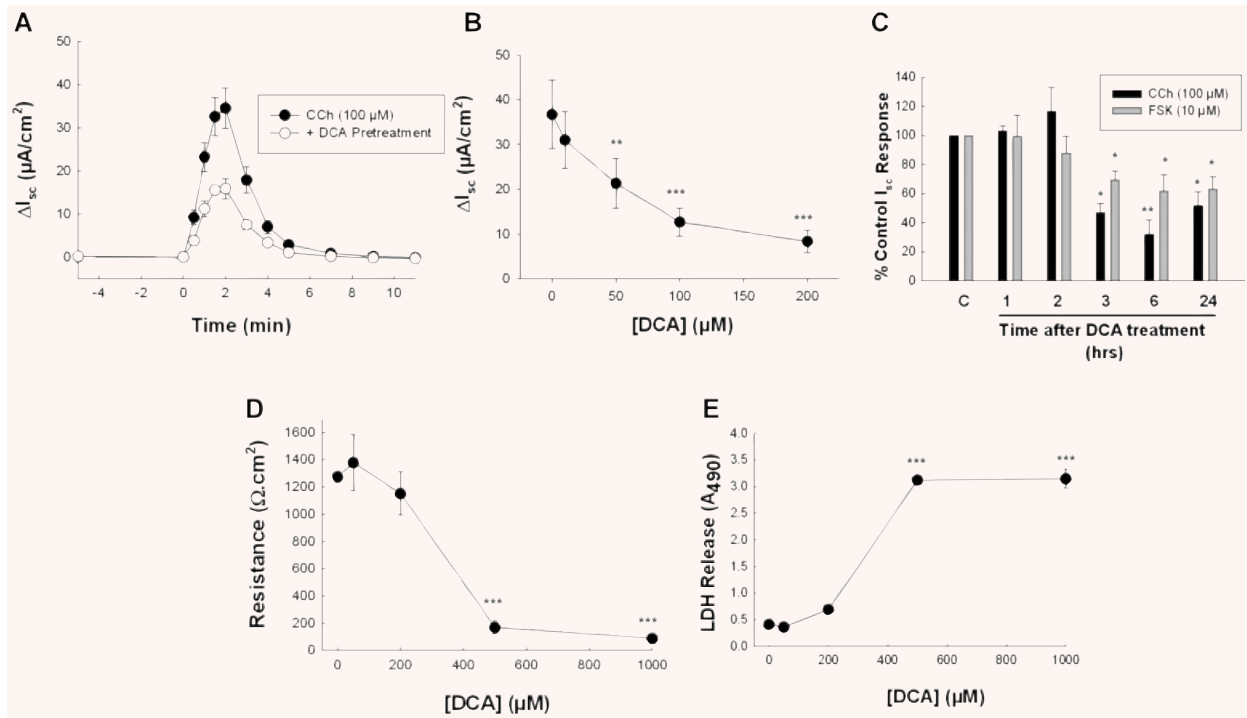 A
50
40
30
20
10
0
ΔIsc (µA/cm²)
CCh (100 µM)
+ DCA Pretreatment
-4 -2 0 2 4 6 8 10
Time (min)
B
50
40
30
20
10
0
ΔIsc (µA/cm²)
**
***
***
0 50 100 150 200
[DCA] (µM)
C
140
120
100
80
60
40
20
0
% Control Isc Response
CCh (100 µM)
FSK (10 µM)
* * ** * * *
C 1 2 3 6 24
Time after DCA treatment
(hrs)
D
1600
1400
1200
1000
800
600
400
200
0
Resistance (Ω.cm²)
***
***
0 200 400 600 800 1000
[DCA] (µM)
E
4.0
3.5
3.0
2.5
2.0
1.5
1.0
0.5
0.0
LDH Release (A490)
***
***
0 200 400 600 800 1000
[DCA] (µM)